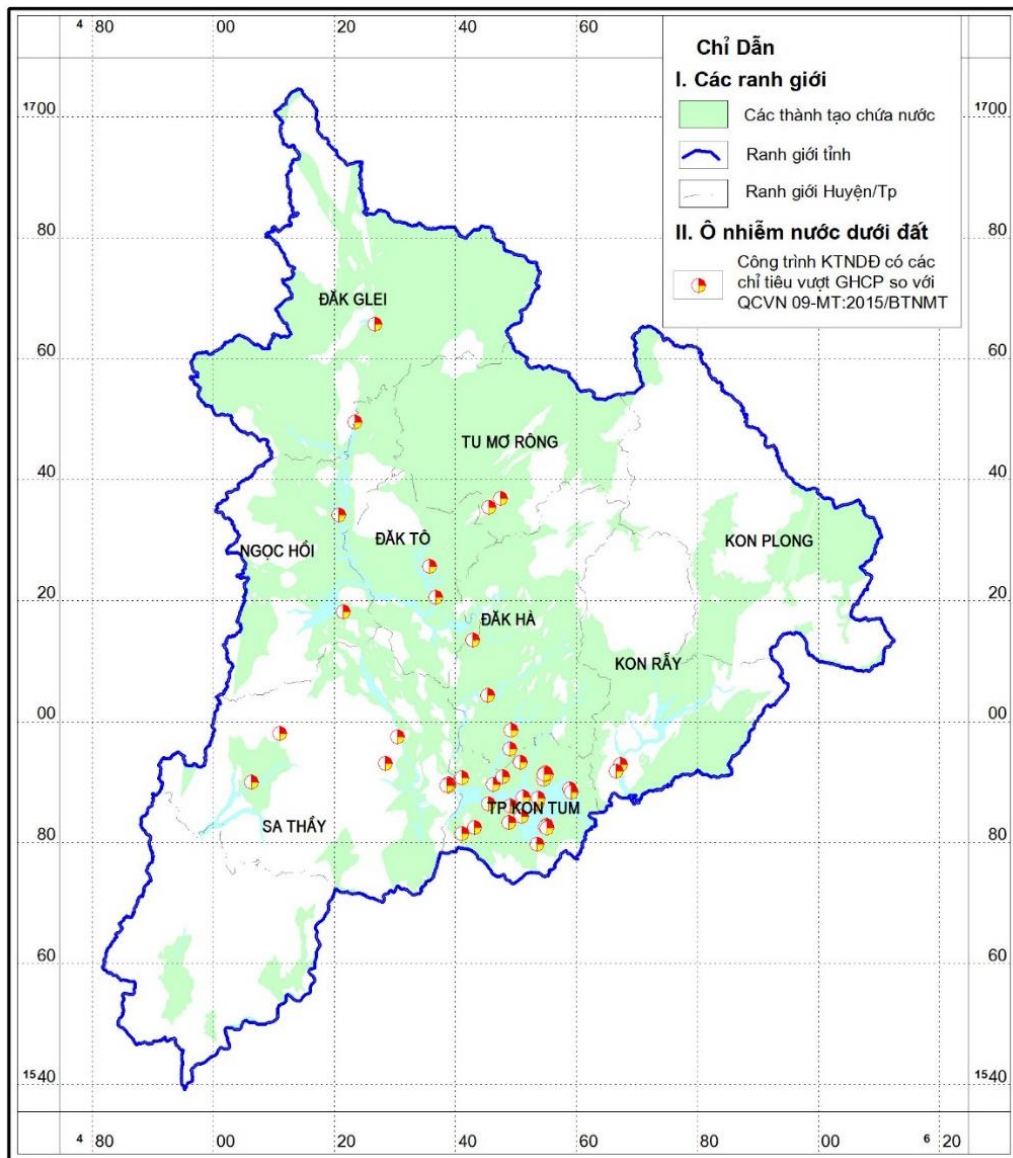 4 80 00 20 40 60
Chỉ Dẫn
I. Các ranh giới
Các thành tạo chứa nước
Ranh giới tỉnh
Ranh giới Huyện/Tp
II. Ô nhiễm nước dưới đất
Công trình KTNDĐ có các
chỉ tiêu vượt GHCP so với
QCVN 09-MT:2015/BTNMT
1700 1700
80 80
ĐĂK GLEI
60 60
TU MƠ RÔNG
40 40
ĐĂK TÔ KON PLONG
NGỌC HỒI
20 20
ĐĂK HÀ
KON RẪY
00 00
TP KON TUM
SA THẦY
80 80
60 60
15 40 15 40
4 80 00 20 40 60 80 00 6 20